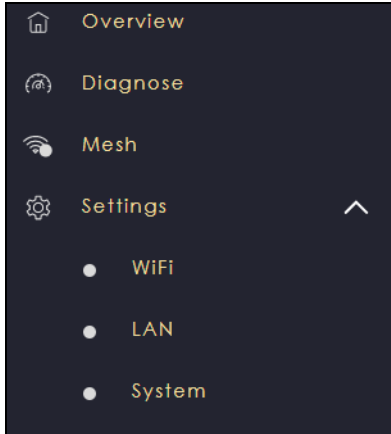 Overview
Diagnose
Mesh
Settings
WiFi
LAN
System